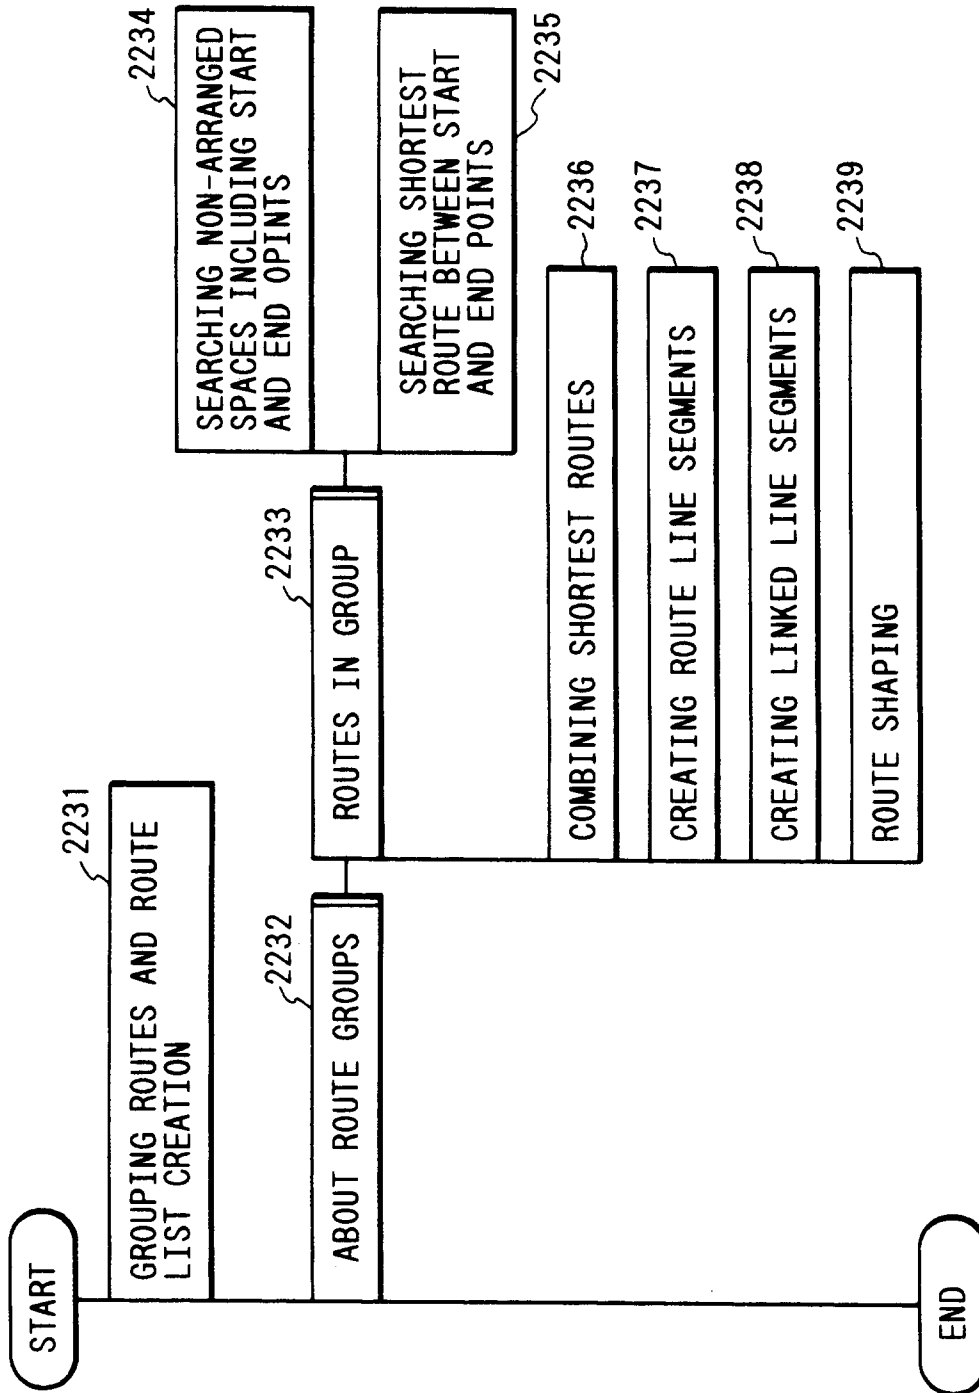 START
2231
GROUPING ROUTES AND ROUTE
LIST CREATION
2232
ABOUT ROUTE GROUPS
2233
ROUTES IN GROUP
2234
SEARCHING NON-ARRANGED
SPACES INCLUDING START
AND END OPINTS
2235
SEARCHING SHORTEST
ROUTE BETWEEN START
AND END POINTS
2236
COMBINING SHORTEST ROUTES
2237
CREATING ROUTE LINE SEGMENTS
2238
CREATING LINKED LINE SEGMENTS
2239
ROUTE SHAPING
END